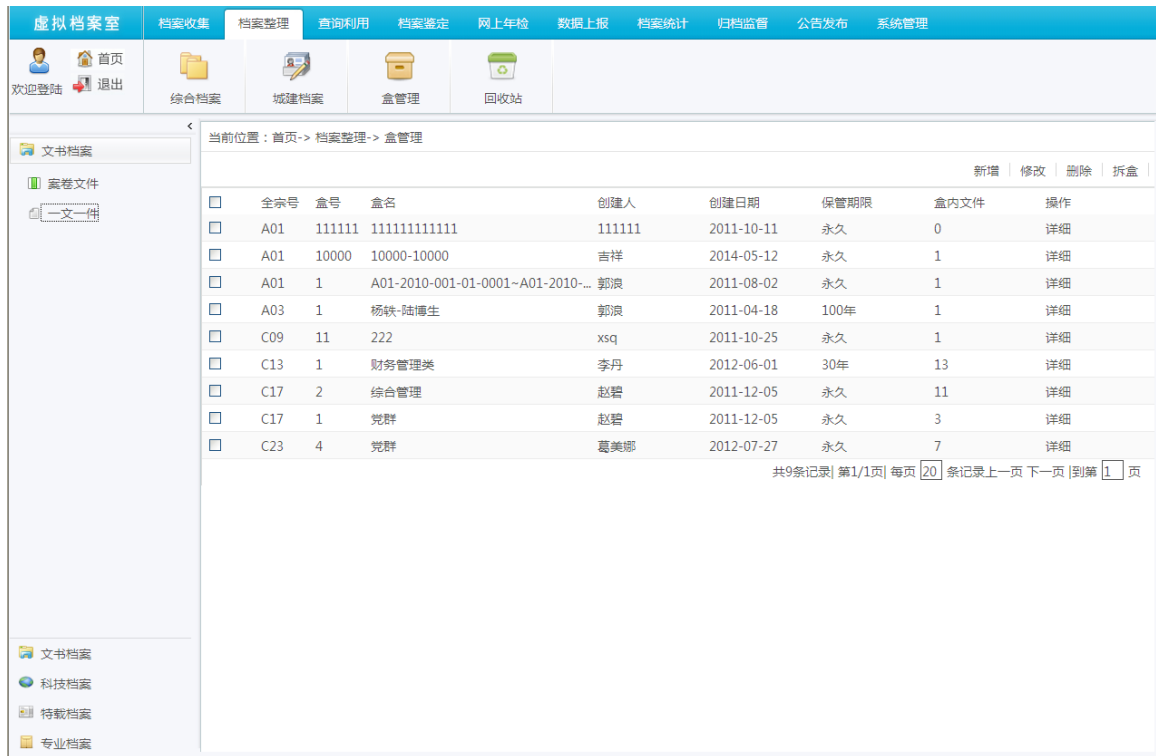 虚拟档案室 档案收集 档案整理 查询利用 档案鉴定 网上年检 数据上报 档案统计 归档监督 公告发布 系统管理
欢迎登陆 首页 退出 综合档案 城建档案 盒管理 回收站
文书档案
案卷文件
一文一件
当前位置：首页-> 档案整理-> 盒管理
新增 | 修改 | 删除 | 拆盒 |
全宗号 盒号 盒名 创建人 创建日期 保管期限 盒内文件 操作
A01 111111 111111111111 111111 2011-10-11 永久 0 详细
A01 10000 10000-10000 吉祥 2014-05-12 永久 1 详细
A01 1 A01-2010-001-01-0001~A01-2010-... 郭浪 2011-08-02 永久 1 详细
A03 1 杨轶-陆博生 郭浪 2011-04-18 100年 1 详细
C09 11 222 xsq 2011-10-25 永久 1 详细
C13 1 财务管理类 李丹 2012-06-01 30年 13 详细
C17 2 综合管理 赵碧 2011-12-05 永久 11 详细
C17 1 党群 赵碧 2011-12-05 永久 3 详细
C23 4 党群 葛美娜 2012-07-27 永久 7 详细
共9条记录| 第1/1页| 每页 20 条记录上一页 下一页 |到第 1 页
文书档案
科技档案
特载档案
专业档案